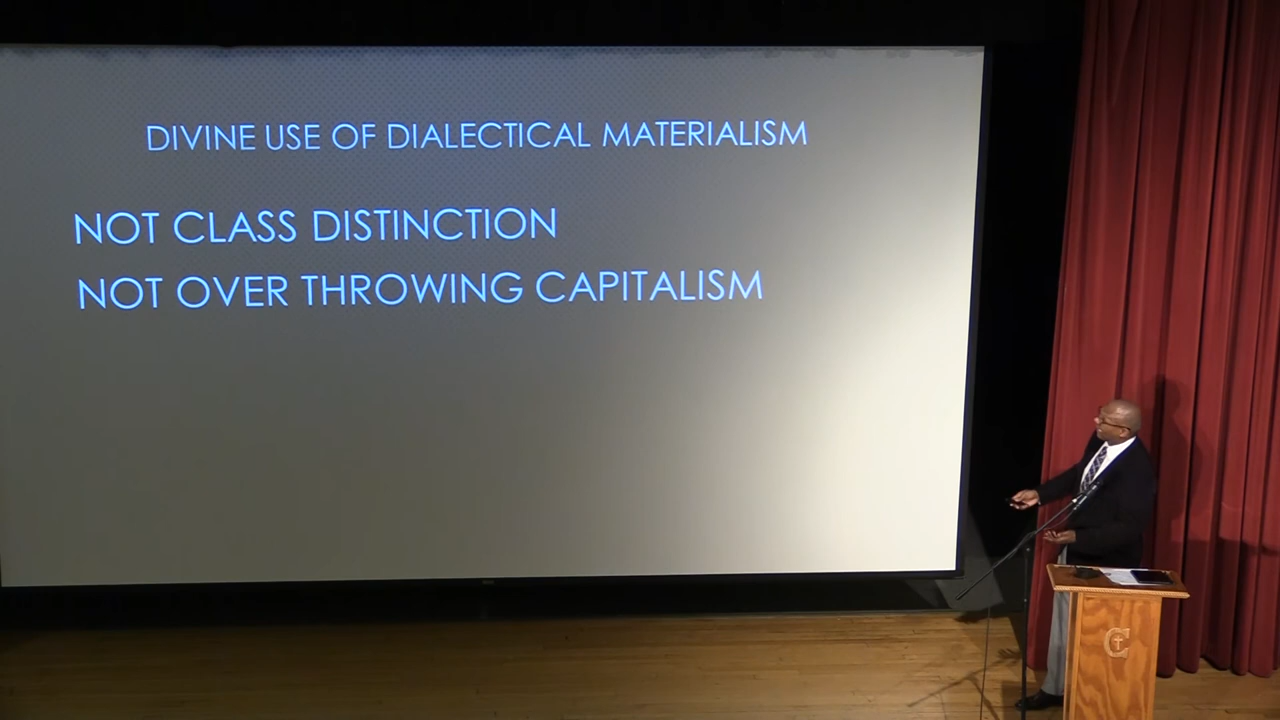 DIVINE USE OF DIALECTICAL MATERIALISM
NOT CLASS DISTINCTION
NOT OVER THROWING CAPITALISM
C